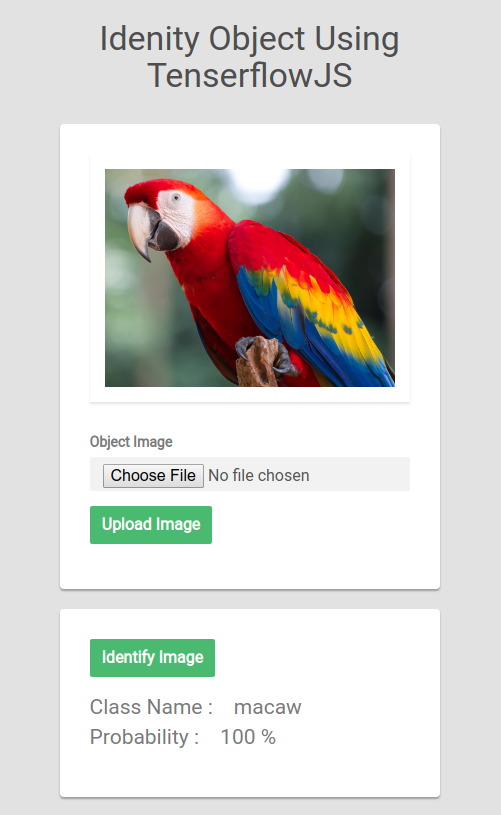 Idenity Object Using
TenserflowJS
Object Image
Choose File No file chosen
Upload Image
Identify Image
Class Name : macaw
Probability : 100 %